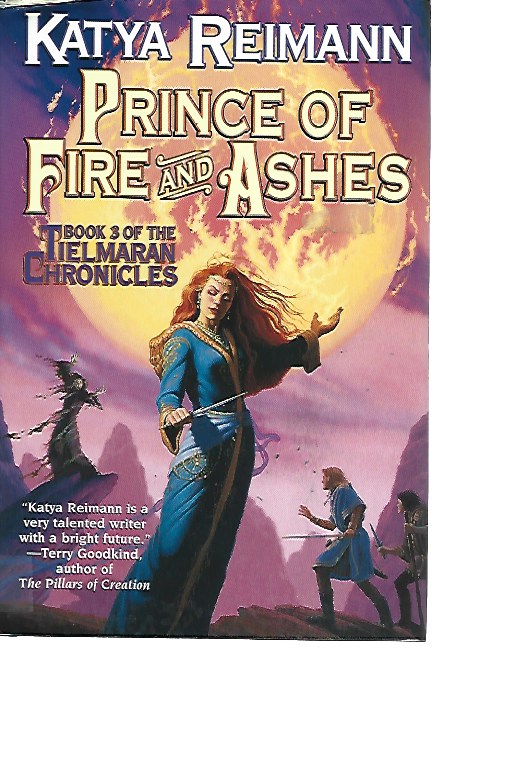 KATYA REIMANN
PRINCE OF
FIRE AND ASHES
BOOK 3 OF THE
TIELMARAN
CHRONICLES
“Katya Reimann is a
very talented writer
with a bright future.”
—Terry Goodkind,
author of
The Pillars of Creation